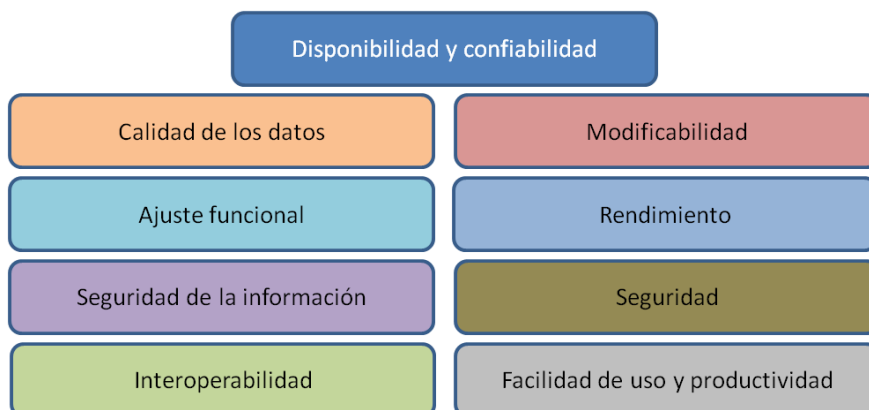 Disponibilidad y confiabilidad
Calidad de los datos
Modificabilidad
Ajuste funcional
Rendimiento
Seguridad de la información
Seguridad
Interoperabilidad
Facilidad de uso y productividad